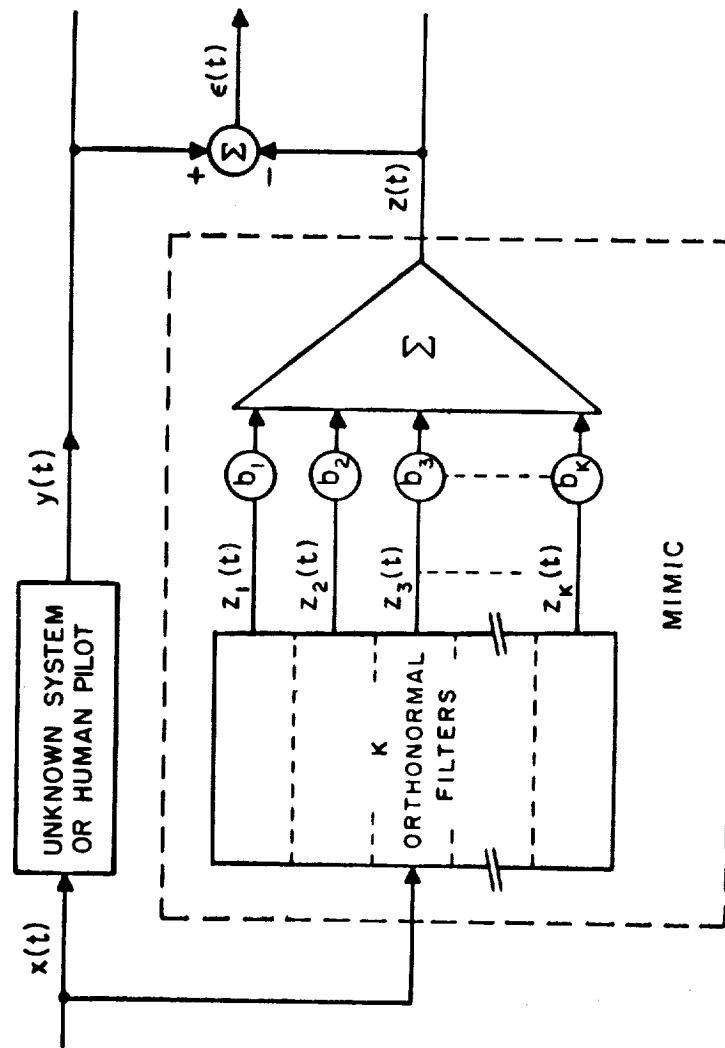 x(t)
UNKNOWN SYSTEM
OR HUMAN PILOT
y(t)
+
Σ
ϵ(t)
-
z(t)
K
ORTHONORMAL
FILTERS
z₁(t)
z₂(t)
z₃(t)
zₖ(t)
b₁
b₂
b₃
bₖ
Σ
MIMIC